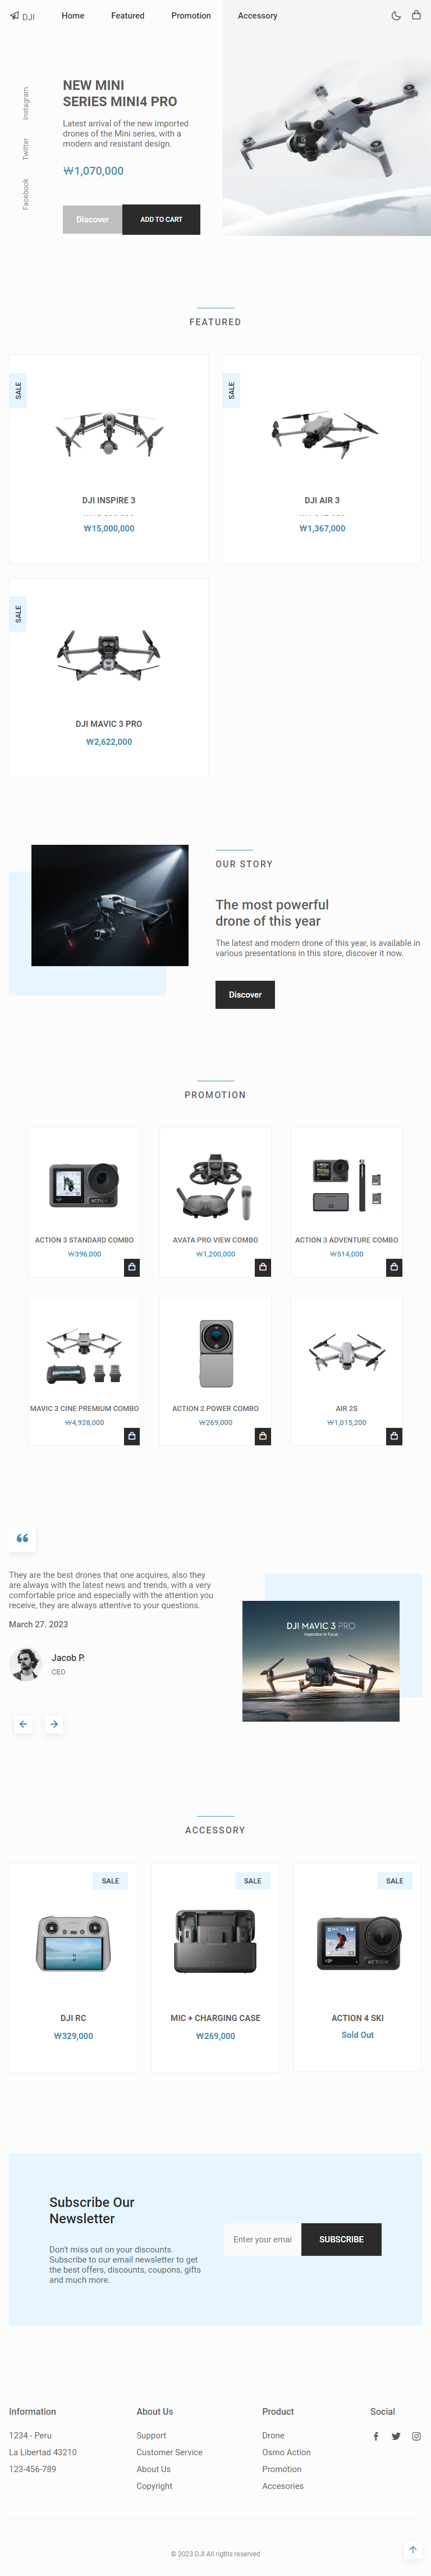 DJI
Home
Featured
Promotion
Accessory
Instagram
Twitter
Facebook
NEW MINI
SERIES MINI4 PRO
Latest arrival of the new imported
drones of the Mini series, with a
modern and resistant design.
₩1,070,000
Discover
ADD TO CART
FEATURED
SALE
DJI INSPIRE 3
₩15,000,000
SALE
DJI AIR 3
₩1,367,000
SALE
DJI MAVIC 3 PRO
₩2,622,000
OUR STORY
The most powerful
drone of this year
The latest and modern drone of this year, is available in
various presentations in this store, discover it now.
Discover
PROMOTION
ACTION 3 STANDARD COMBO
₩396,000
AVATA PRO VIEW COMBO
₩1,200,000
ACTION 3 ADVENTURE COMBO
₩514,000
MAVIC 3 CINE PREMIUM COMBO
₩4,928,000
ACTION 2 POWER COMBO
₩269,000
AIR 2S
₩1,015,200
They are the best drones that one acquires, also they
are always with the latest news and trends, with a very
comfortable price and especially with the attention you
receive, they are always attentive to your questions.
March 27. 2023
Jacob P.
CEO
DJI MAVIC 3 PRO
Inspiration in Focus
ACCESSORY
SALE
DJI RC
₩329,000
SALE
MIC + CHARGING CASE
₩269,000
SALE
ACTION 4 SKI
Sold Out
Subscribe Our
Newsletter
Don't miss out on your discounts.
Subscribe to our email newsletter to get
the best offers, discounts, coupons, gifts
and much more.
Enter your emai
SUBSCRIBE
Information
1234 - Peru
La Libertad 43210
123-456-789
About Us
Support
Customer Service
About Us
Copyright
Product
Drone
Osmo Action
Promotion
Accesories
Social
© 2023 DJI All rigths reserved